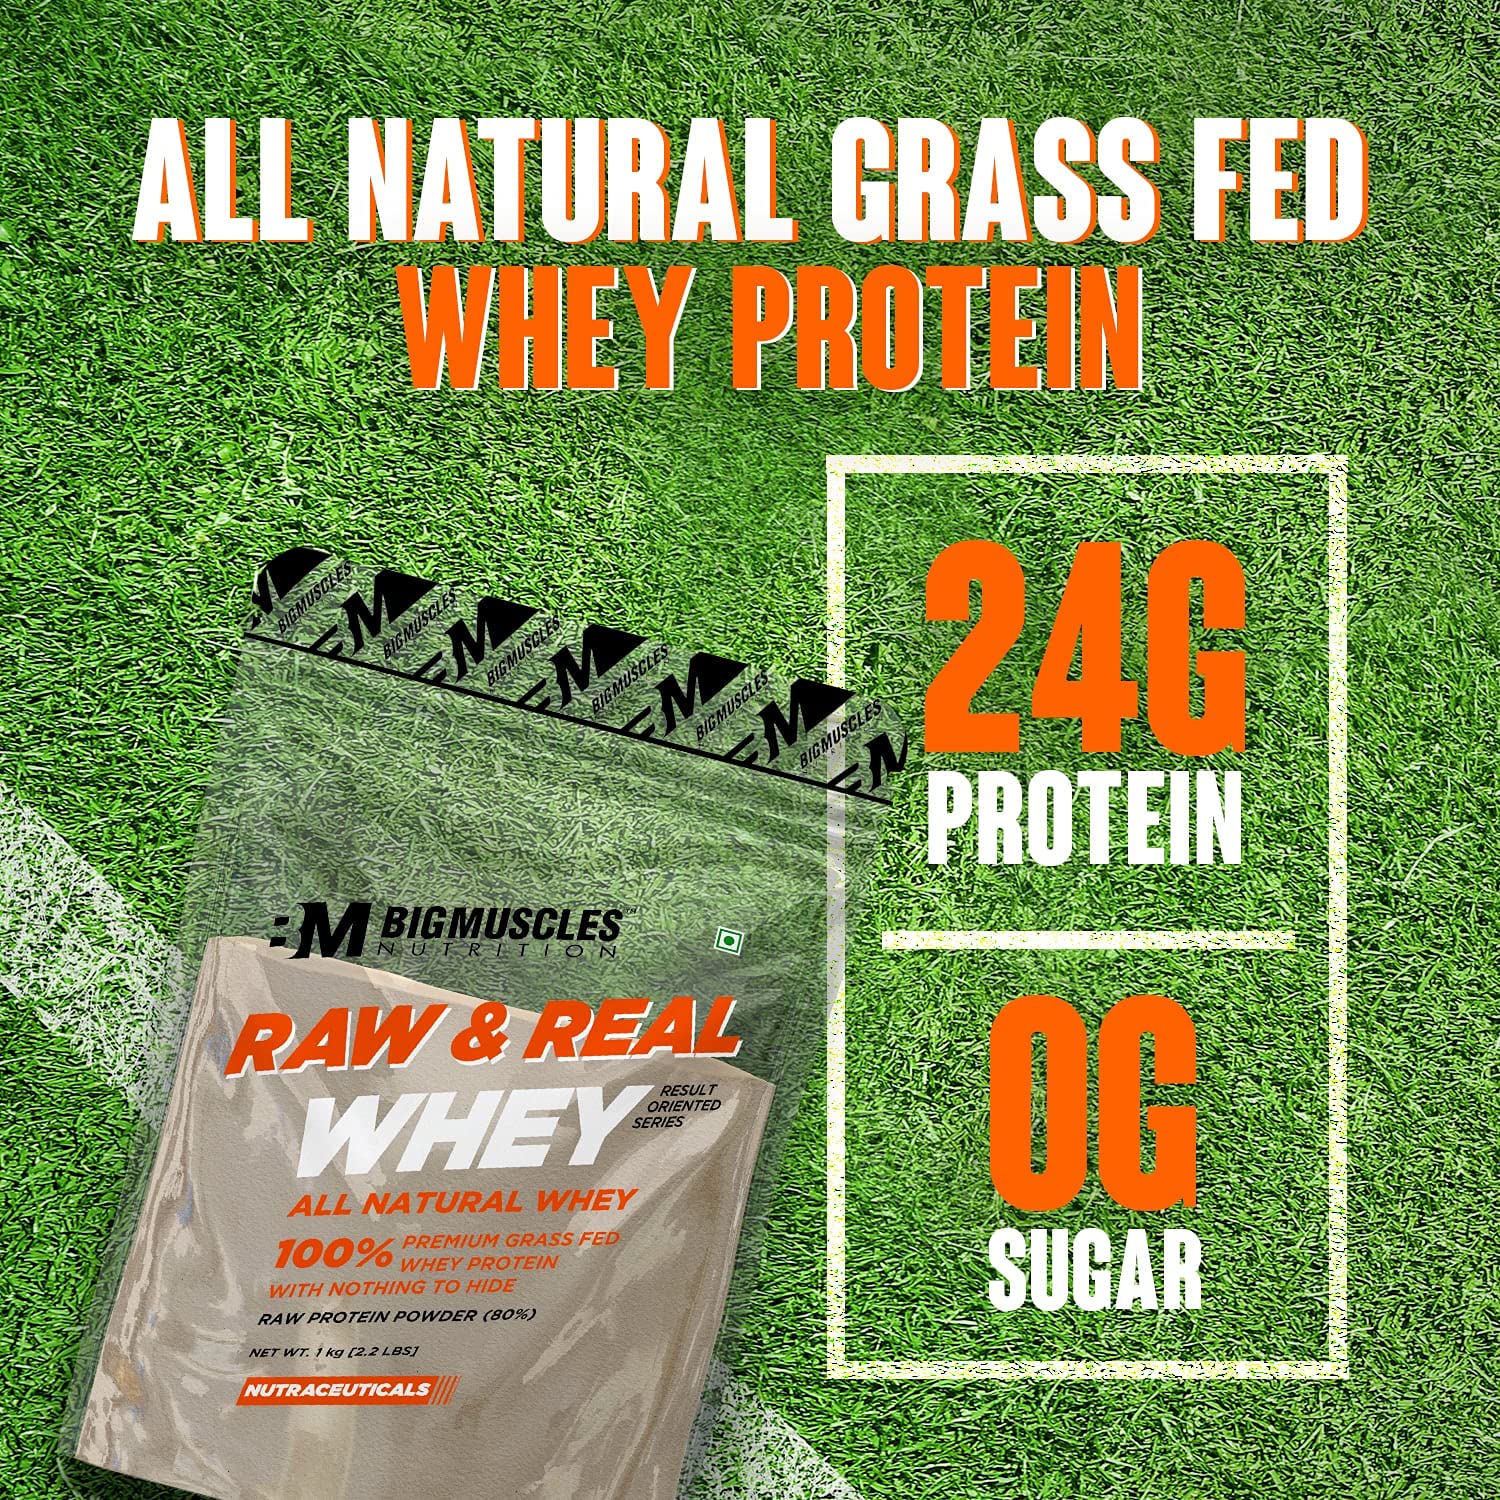 ALL NATURAL GRASS FED
WHEY PROTEIN
24G
PROTEIN
0G
SUGAR
M BIGMUSCLES
BIGMUSCLES
BIGMUSCLES
BIGMUSCLES
BIGMUSCLES
BIGMUSCLES
M
BM BIGMUSCLES™
NUTRITION
RAW & REAL
WHEY
RESULT
ORIENTED
SERIES
ALL NATURAL WHEY
100% PREMIUM GRASS FED
WHEY PROTEIN
WITH NOTHING TO HIDE
RAW PROTEIN POWDER (80%)
NET WT. 1 kg [2.2 LBS]
NUTRACEUTICALS